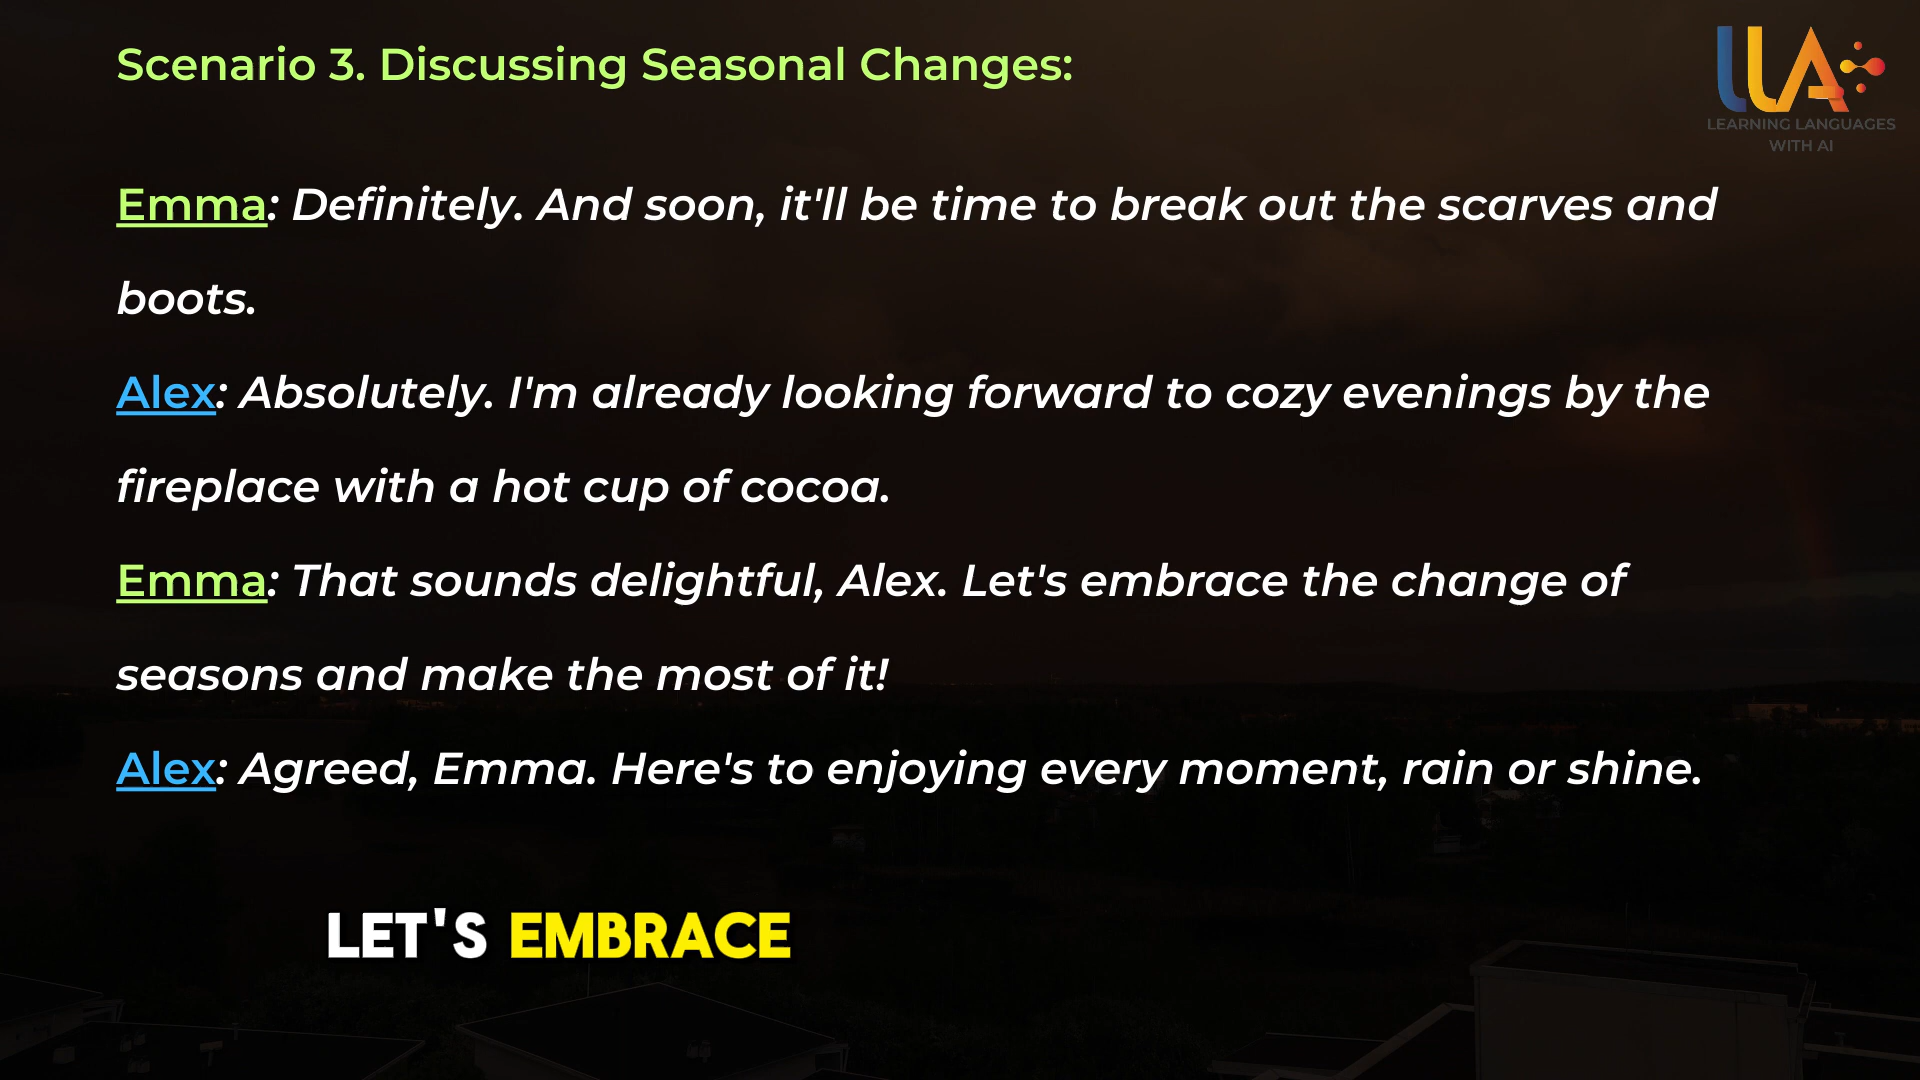 Scenario 3. Discussing Seasonal Changes:
LLA
LEARNING LANGUAGES
WITH AI
Emma: Definitely. And soon, it'll be time to break out the scarves and
boots.
Alex: Absolutely. I'm already looking forward to cozy evenings by the
fireplace with a hot cup of cocoa.
Emma: That sounds delightful, Alex. Let's embrace the change of
seasons and make the most of it!
Alex: Agreed, Emma. Here's to enjoying every moment, rain or shine.
LET'S EMBRACE